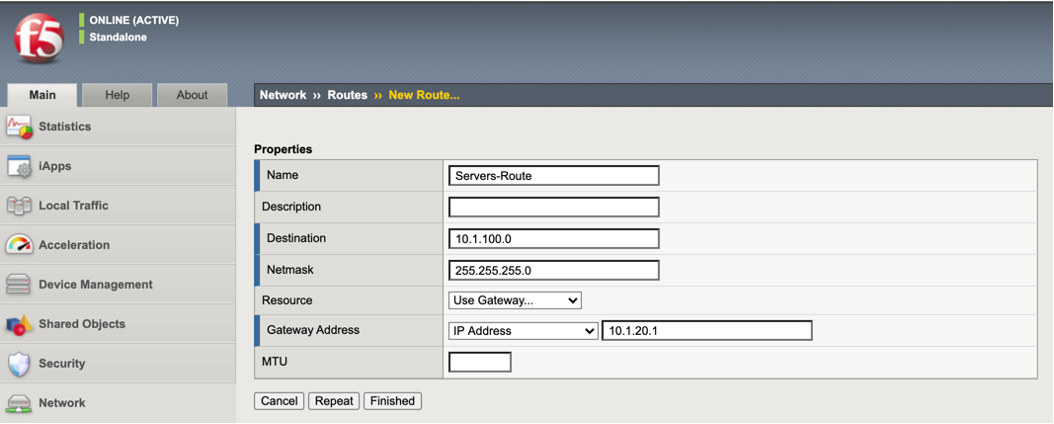 f5
ONLINE (ACTIVE)
Standalone
Main Help About
Network ›› Routes ›› New Route...
Statistics
iApps
Local Traffic
Acceleration
Device Management
Shared Objects
Security
Network
Properties
Name Servers-Route
Description
Destination 10.1.100.0
Netmask 255.255.255.0
Resource Use Gateway...
Gateway Address IP Address 10.1.20.1
MTU
Cancel Repeat Finished